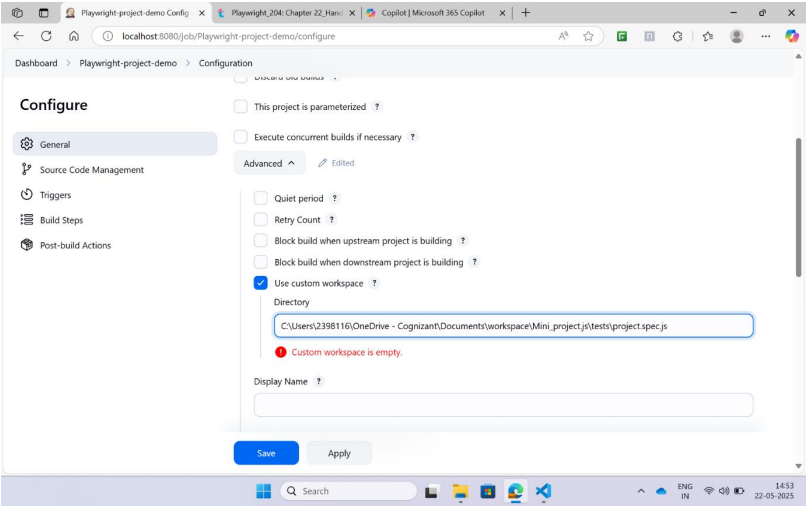 Playwright-project-demo Config
Playwright_204: Chapter 22_Hand
Copilot | Microsoft 365 Copilot
localhost:8080/job/Playwright-project-demo/configure
Dashboard > Playwright-project-demo > Configuration
Discard old builds ?
Configure
This project is parameterized ?
Execute concurrent builds if necessary ?
General
Advanced Edited
Source Code Management
Triggers
Quiet period ?
Build Steps
Retry Count ?
Post-build Actions
Block build when upstream project is building ?
Block build when downstream project is building ?
Use custom workspace ?
Directory
C:\Users\2398116\OneDrive - Cognizant\Documents\workspace\Mini_project.js\tests\project.spec.js
Custom workspace is empty.
Display Name ?
Save Apply
Search
ENG
IN
14:53
22-05-2025